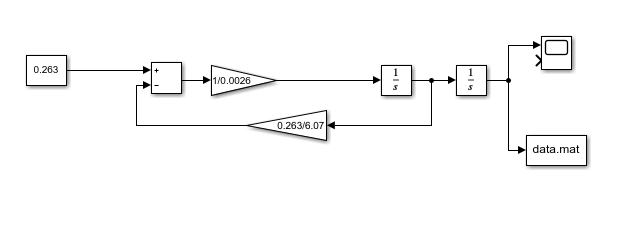 0.263
+
−
1/0.0026
1
s
1
s
0.263/6.07
data.mat